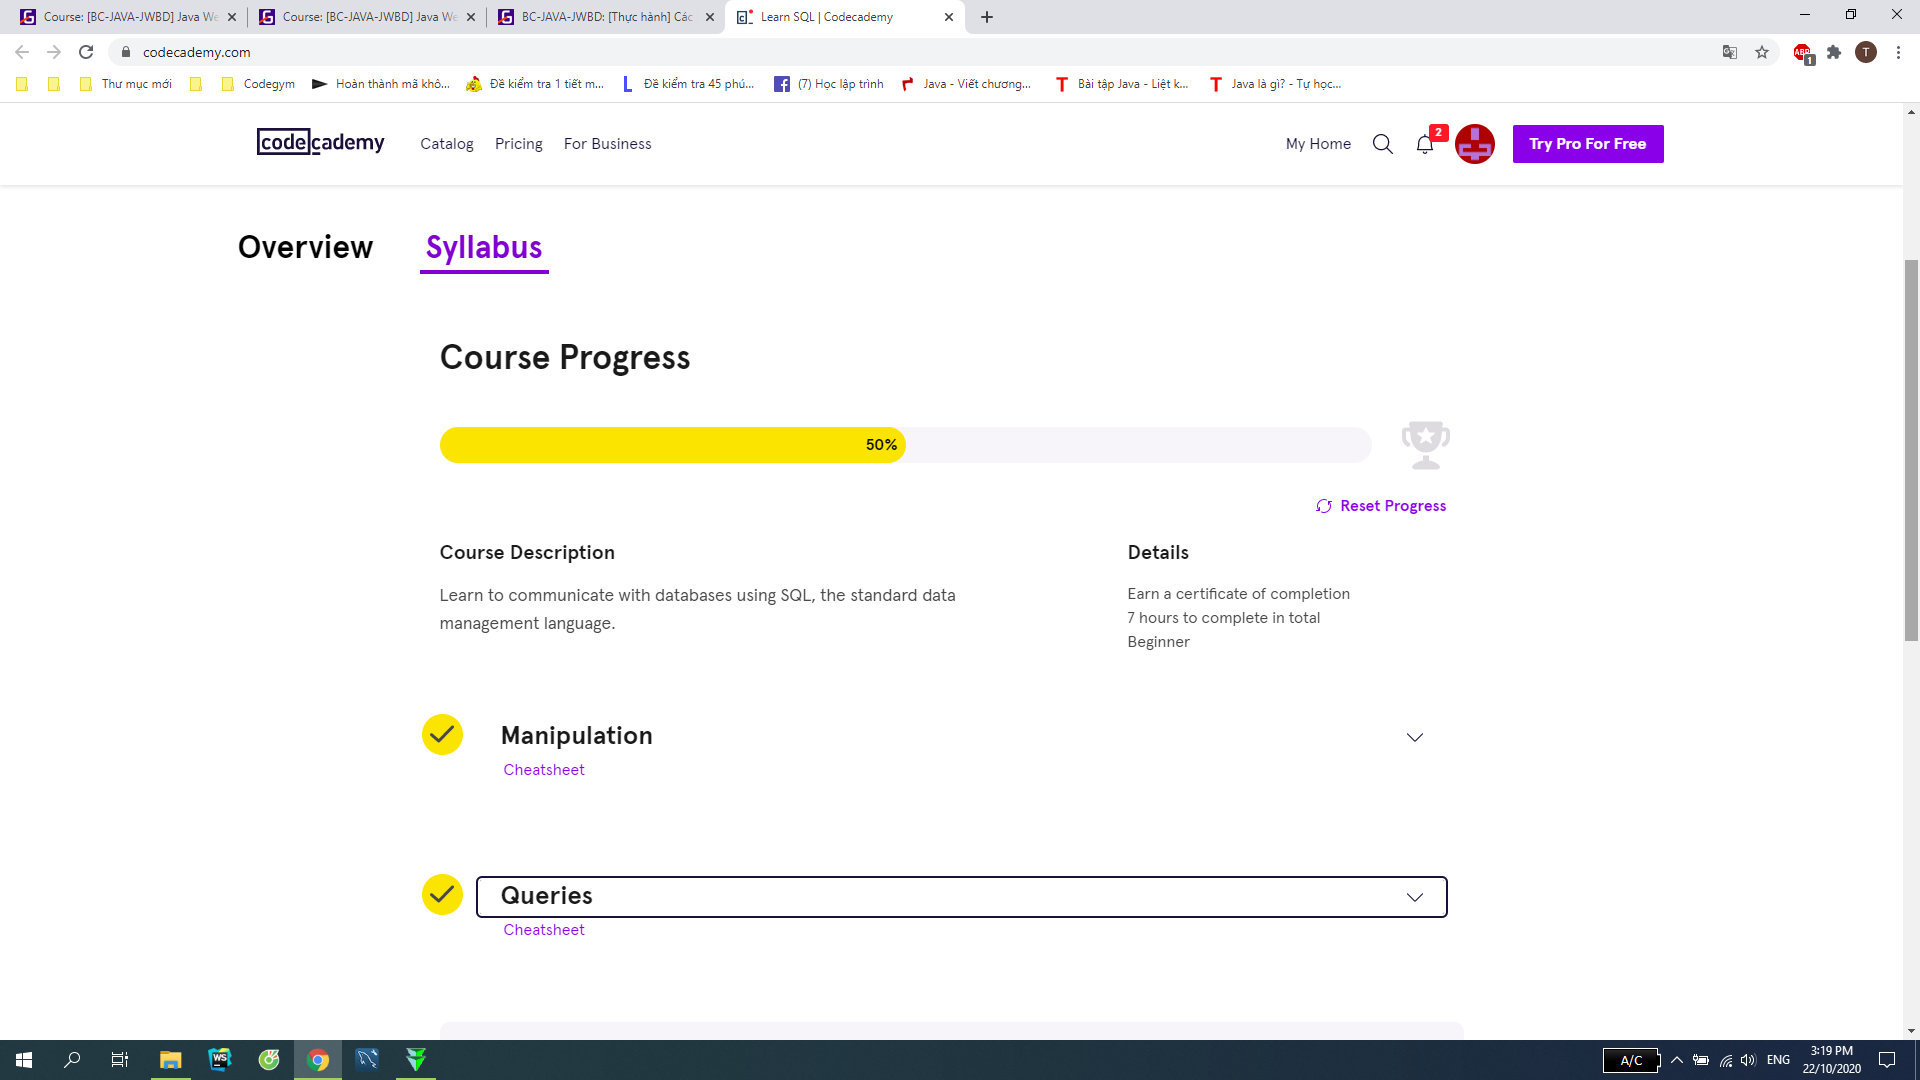 Course: [BC-JAVA-JWBD] Java We
Course: [BC-JAVA-JWBD] Java We
BC-JAVA-JWBD: [Thực hành] Các
Learn SQL | Codecademy
codecademy.com
ABP
1
T
Thư mục mới
Codegym
Hoàn thành mã khô...
Đề kiểm tra 1 tiết m...
Đề kiểm tra 45 phú...
(7) Học lập trình
Java - Viết chương...
Bài tập Java - Liệt k...
Java là gì? - Tự học...
codecademy
Catalog
Pricing
For Business
My Home
2
Try Pro For Free
Overview
Syllabus
Course Progress
50%
Reset Progress
Course Description
Learn to communicate with databases using SQL, the standard data
management language.
Details
Earn a certificate of completion
7 hours to complete in total
Beginner
Manipulation
Cheatsheet
Queries
Cheatsheet
WS
A/C
ENG
3:19 PM
22/10/2020